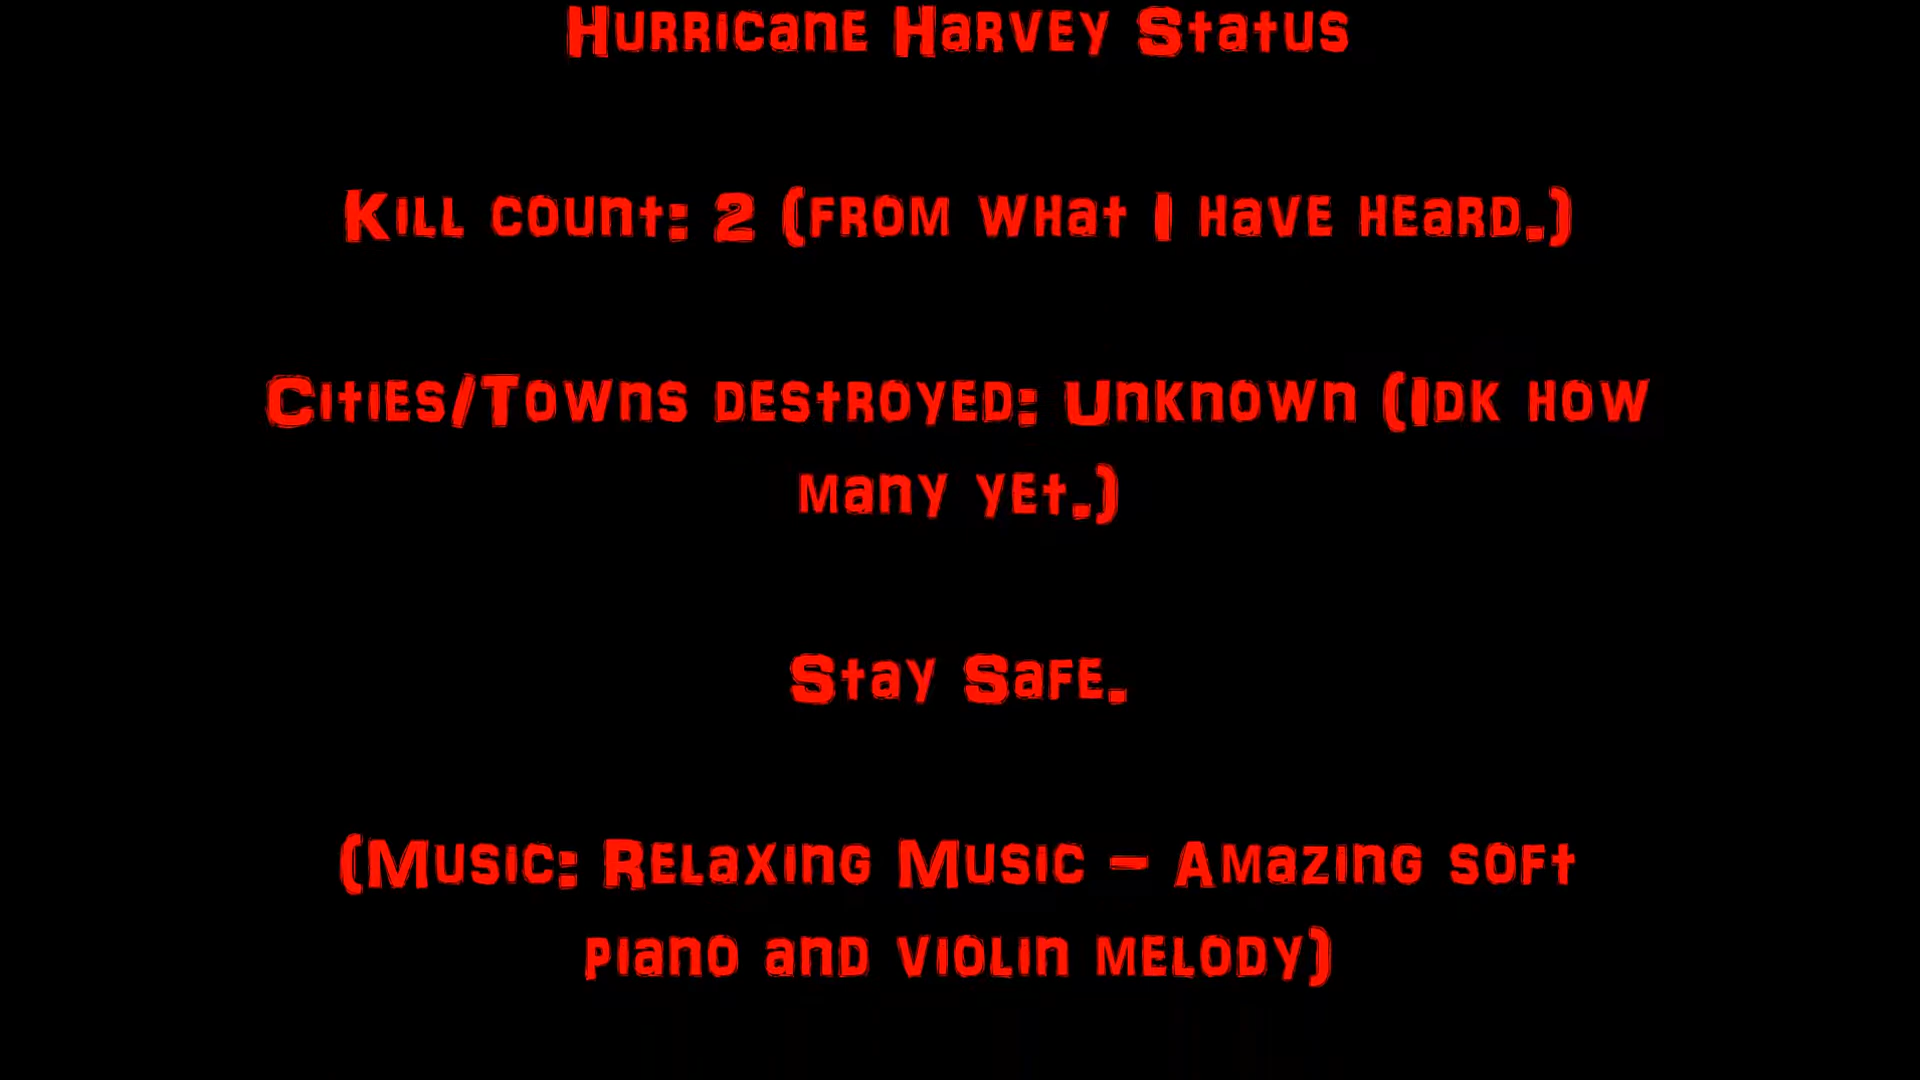 Hurricane Harvey Status
Kill count: 2 (from what I have heard.)
Cities/Towns destroyed: Unknown (Idk how
many yet.)
Stay Safe.
(Music: Relaxing Music - Amazing soft
piano and violin melody)